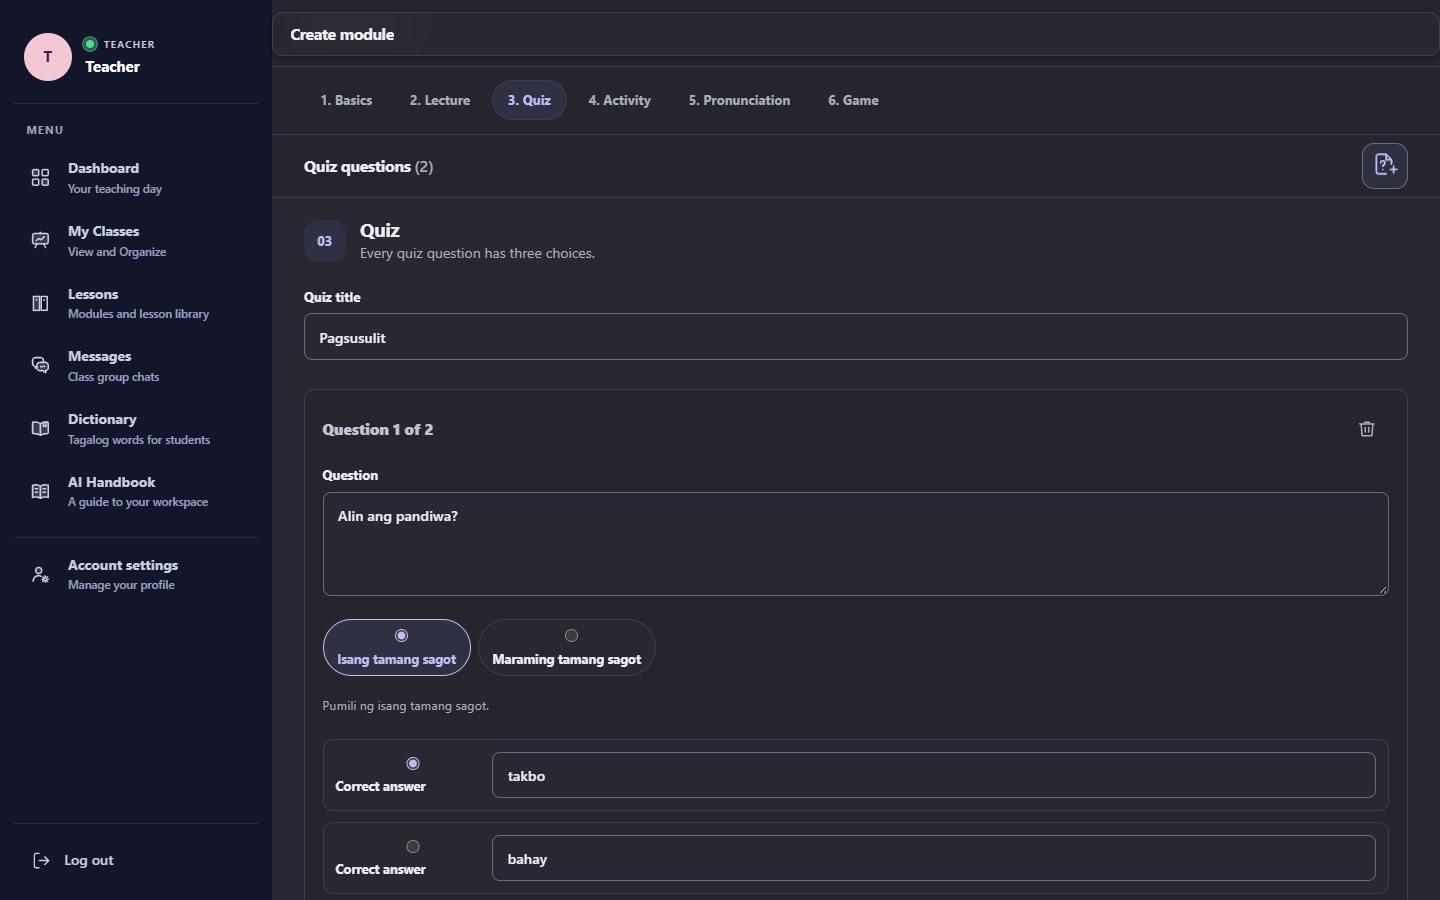 T
TEACHER
Teacher
MENU
Dashboard
Your teaching day
My Classes
View and Organize
Lessons
Modules and lesson library
Messages
Class group chats
Dictionary
Tagalog words for students
AI Handbook
A guide to your workspace
Account settings
Manage your profile
Log out
Create module
1. Basics
2. Lecture
3. Quiz
4. Activity
5. Pronunciation
6. Game
Quiz questions (2)
03
Quiz
Every quiz question has three choices.
Quiz title
Pagsusulit
Question 1 of 2
Question
Alin ang pandiwa?
Isang tamang sagot
Maraming tamang sagot
Pumili ng isang tamang sagot.
Correct answer
takbo
Correct answer
bahay